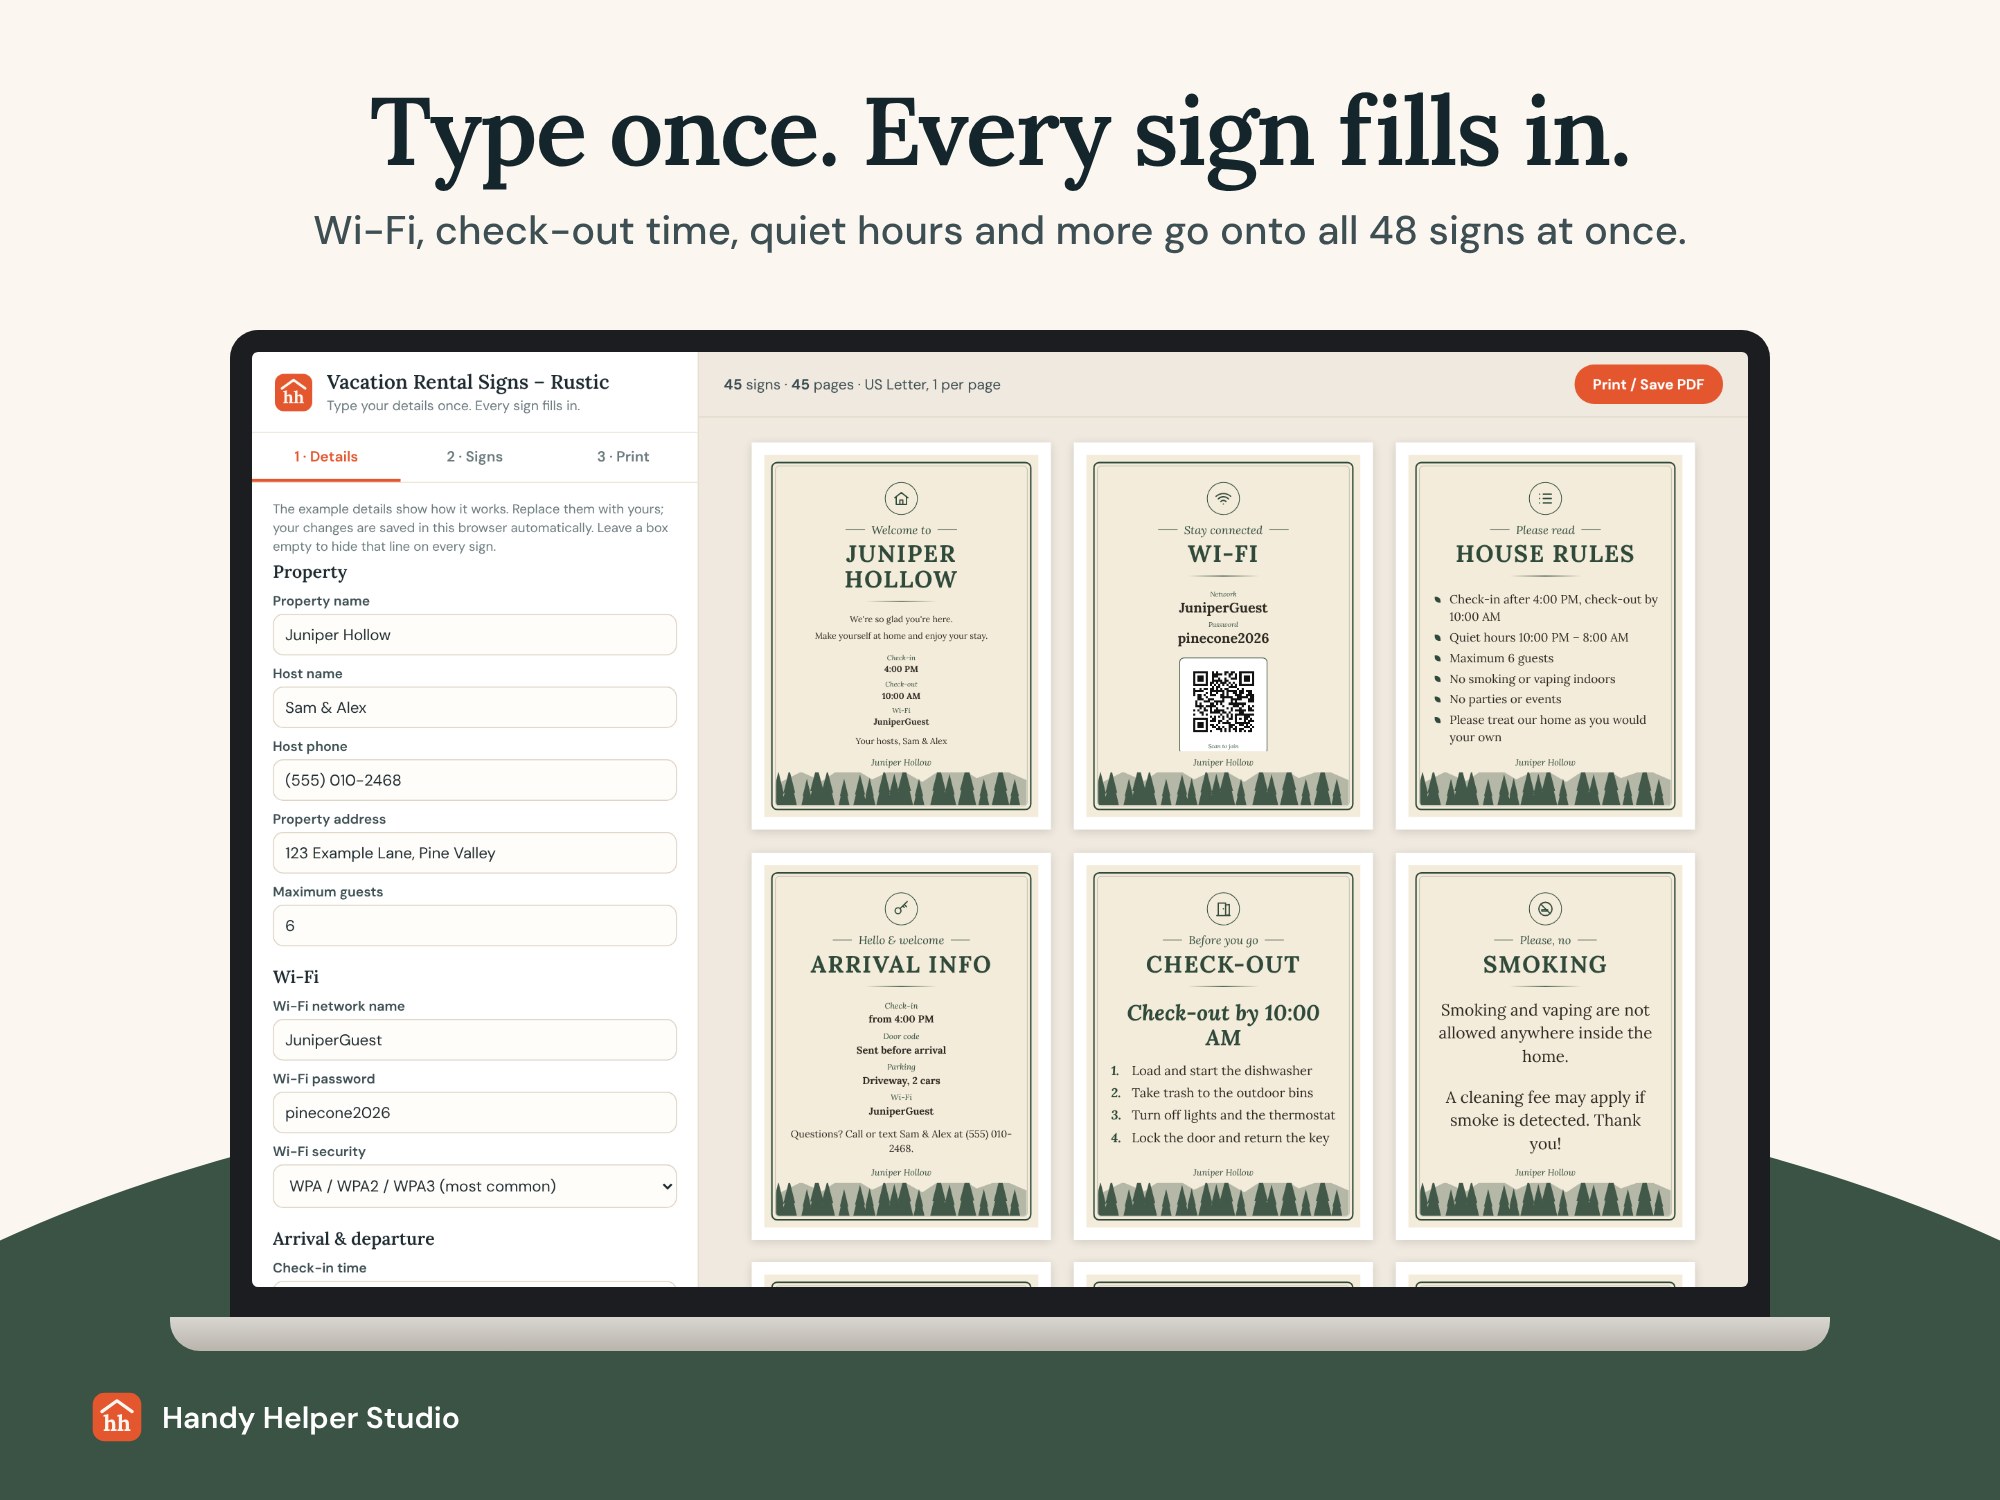 Type once. Every sign fills in.
Wi-Fi, check-out time, quiet hours and more go onto all 48 signs at once.
hh
Vacation Rental Signs – Rustic
Type your details once. Every sign fills in.
1 · Details
2 · Signs
3 · Print
The example details show how it works. Replace them with yours;
your changes are saved in this browser automatically. Leave a box
empty to hide that line on every sign.
Property
Property name
Juniper Hollow
Host name
Sam & Alex
Host phone
(555) 010-2468
Property address
123 Example Lane, Pine Valley
Maximum guests
6
Wi-Fi
Wi-Fi network name
JuniperGuest
Wi-Fi password
pinecone2026
Wi-Fi security
WPA / WPA2 / WPA3 (most common)
Arrival & departure
Check-in time
45 signs · 45 pages · US Letter, 1 per page
Print / Save PDF
Welcome to
JUNIPER
HOLLOW
We're so glad you're here.
Make yourself at home and enjoy your stay.
Check-in
4:00 PM
Check-out
10:00 AM
Wi-Fi
JuniperGuest
Your hosts, Sam & Alex
Juniper Hollow
Stay connected
WI-FI
Network
JuniperGuest
Password
pinecone2026
Scan to join
Juniper Hollow
Please read
HOUSE RULES
Check-in after 4:00 PM, check-out by
10:00 AM
Quiet hours 10:00 PM – 8:00 AM
Maximum 6 guests
No smoking or vaping indoors
No parties or events
Please treat our home as you would
your own
Juniper Hollow
Hello & welcome
ARRIVAL INFO
Check-in
from 4:00 PM
Door code
Sent before arrival
Parking
Driveway, 2 cars
Wi-Fi
JuniperGuest
Questions? Call or text Sam & Alex at (555) 010-
2468.
Juniper Hollow
Before you go
CHECK-OUT
Check-out by 10:00
AM
1. Load and start the dishwasher
2. Take trash to the outdoor bins
3. Turn off lights and the thermostat
4. Lock the door and return the key
Juniper Hollow
Please, no
SMOKING
Smoking and vaping are not
allowed anywhere inside the
home.
A cleaning fee may apply if
smoke is detected. Thank
you!
Juniper Hollow
hh
Handy Helper Studio